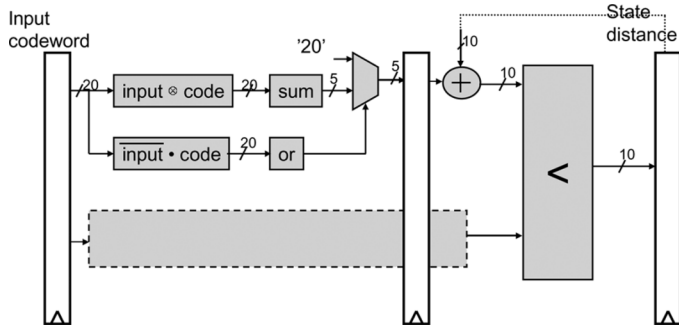 Input
codeword
State
distance
'20'
10
20
input ⊗ code
20
sum
5
5
+
10
input • code
20
or
<
10